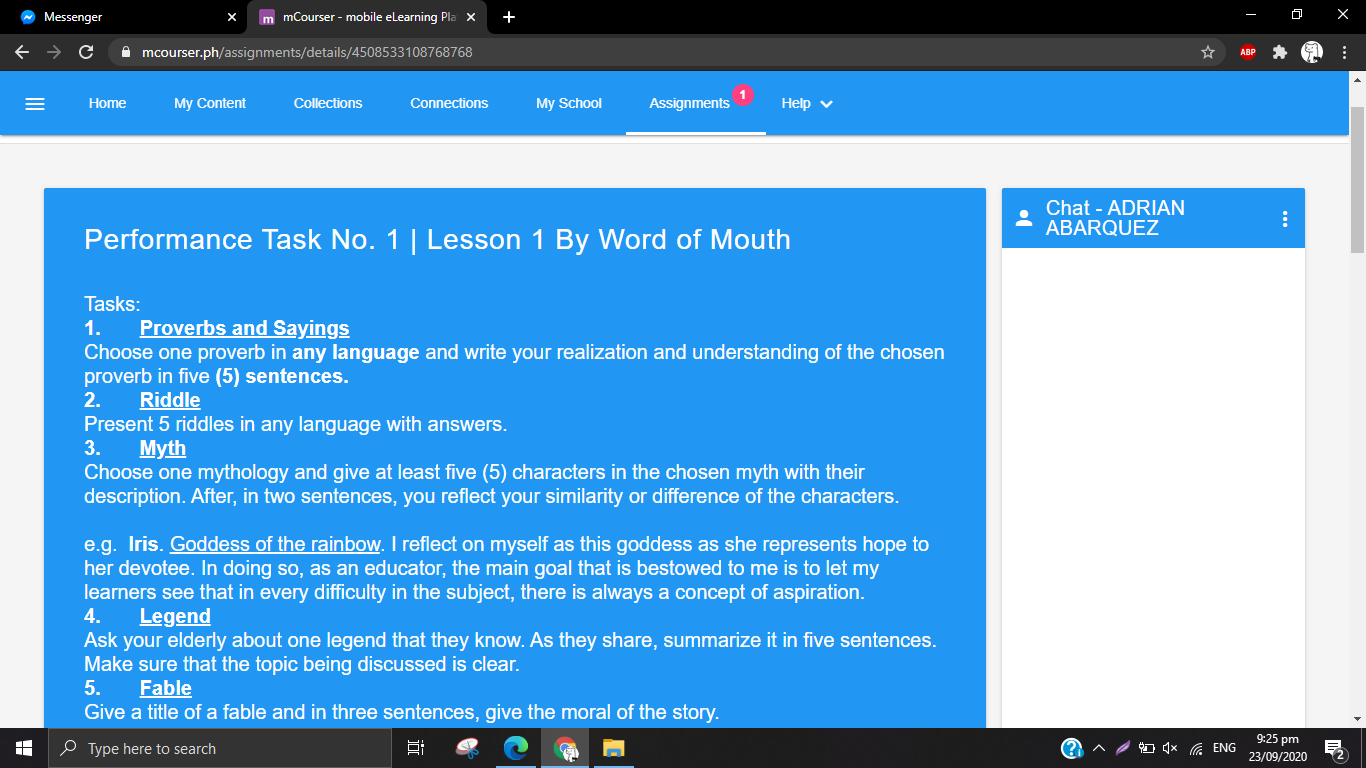 Messenger
mCourser - mobile eLearning Pla
mcourser.ph/assignments/details/4508533108768768
ABP
Home My Content Collections Connections My School Assignments 1 Help
Performance Task No. 1 | Lesson 1 By Word of Mouth
Tasks:
1. Proverbs and Sayings
Choose one proverb in any language and write your realization and understanding of the chosen
proverb in five (5) sentences.
2. Riddle
Present 5 riddles in any language with answers.
3. Myth
Choose one mythology and give at least five (5) characters in the chosen myth with their
description. After, in two sentences, you reflect your similarity or difference of the characters.
e.g. Iris. Goddess of the rainbow. I reflect on myself as this goddess as she represents hope to
her devotee. In doing so, as an educator, the main goal that is bestowed to me is to let my
learners see that in every difficulty in the subject, there is always a concept of aspiration.
4. Legend
Ask your elderly about one legend that they know. As they share, summarize it in five sentences.
Make sure that the topic being discussed is clear.
5. Fable
Give a title of a fable and in three sentences, give the moral of the story.
Chat - ADRIAN
ABARQUEZ
Type here to search
ENG
9:25 pm
23/09/2020
2